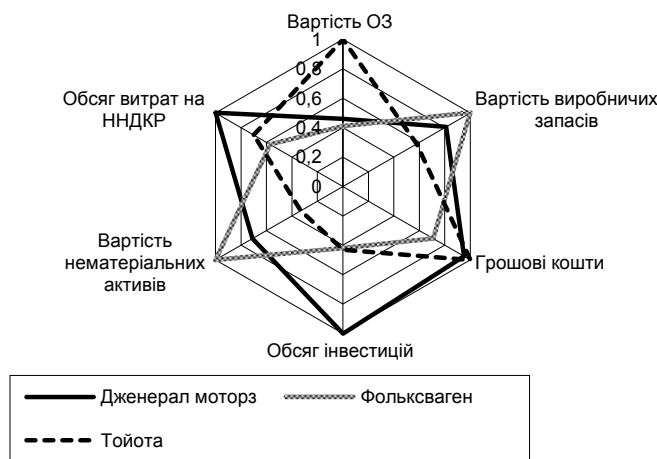 Вартість ОЗ
1
0,8
0,6
0,4
0,2
0
Обсяг витрат на
ННДКР
Вартість виробничих
запасів
Вартість
нематеріальних
активів
Грошові кошти
Обсяг інвестицій
Дженерал моторз
Фольксваген
Тойота